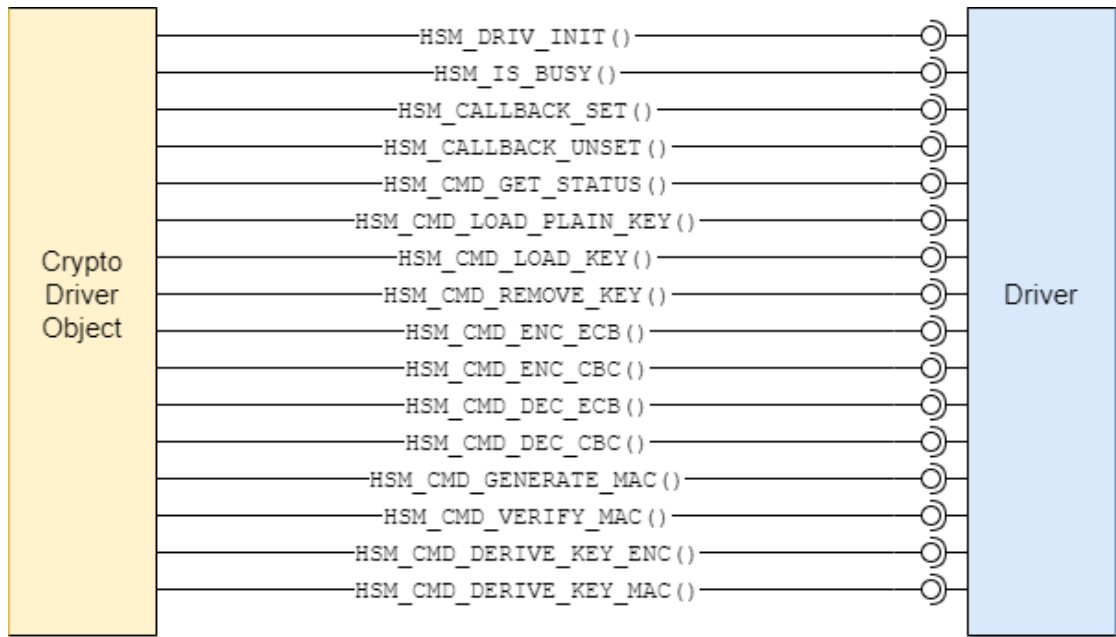 HSM_DRIV_INIT()
HSM_IS_BUSY()
HSM_CALLBACK_SET()
HSM_CALLBACK_UNSET()
HSM_CMD_GET_STATUS()
HSM_CMD_LOAD_PLAIN_KEY()
HSM_CMD_LOAD_KEY()
HSM_CMD_REMOVE_KEY()
HSM_CMD_ENC_ECB()
HSM_CMD_ENC_CBC()
HSM_CMD_DEC_ECB()
HSM_CMD_DEC_CBC()
HSM_CMD_GENERATE_MAC()
HSM_CMD_VERIFY_MAC()
HSM_CMD_DERIVE_KEY_ENC()
HSM_CMD_DERIVE_KEY_MAC()
Crypto
Driver
Object
Driver